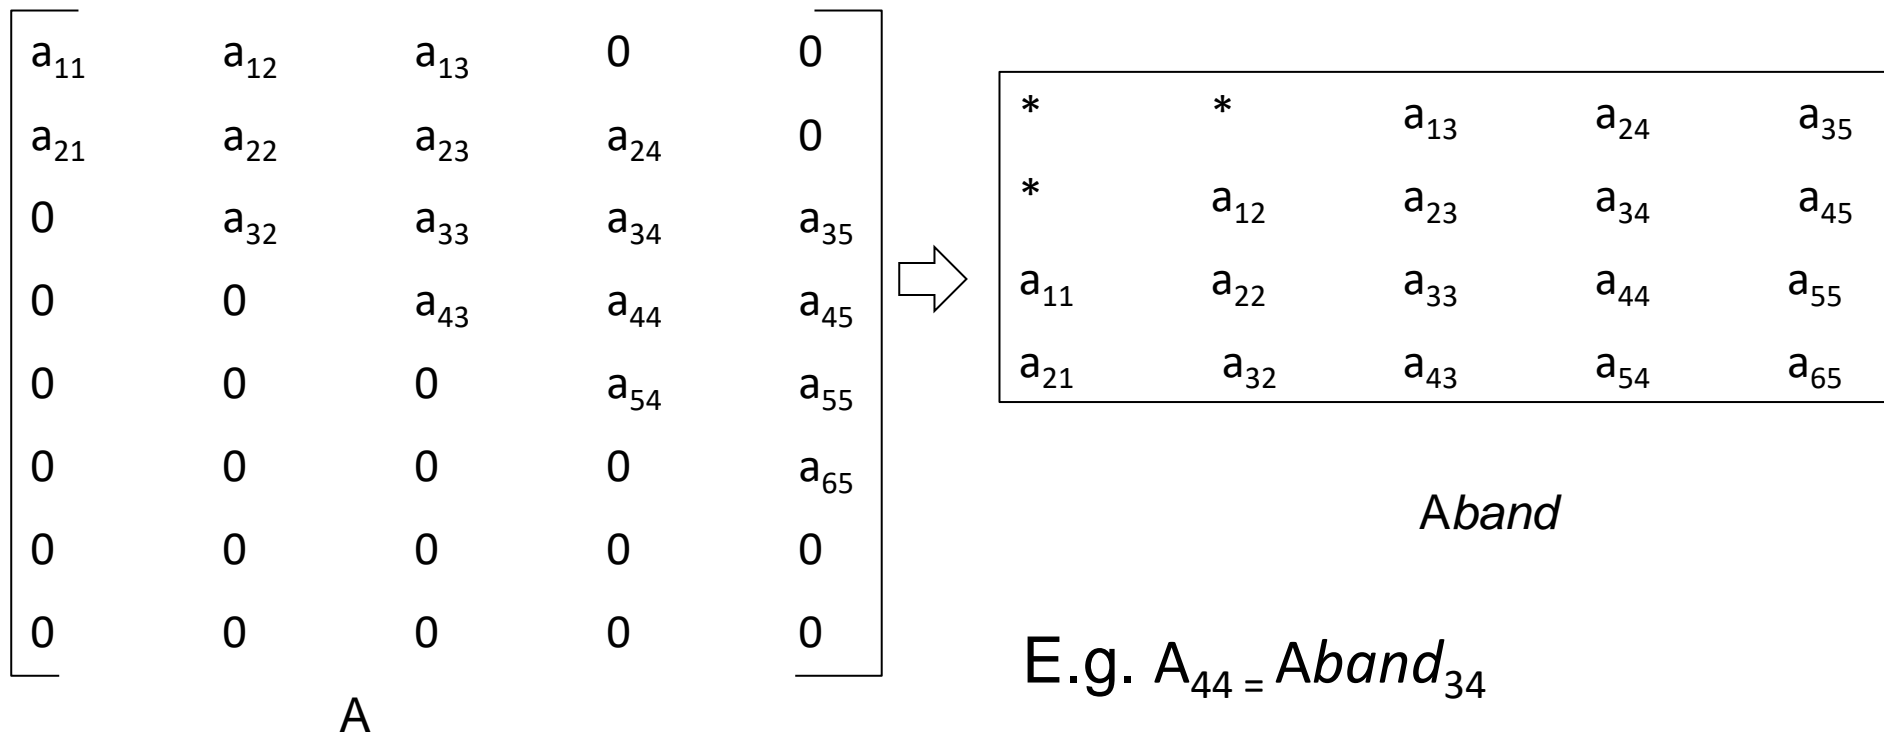 a₁₁ a₁₂ a₁₃ 0 0
a₂₁ a₂₂ a₂₃ a₂₄ 0
0 a₃₂ a₃₃ a₃₄ a₃₅
0 0 a₄₃ a₄₄ a₄₅
0 0 0 a₅₄ a₅₅
0 0 0 0 a₆₅
0 0 0 0 0
0 0 0 0 0
A
* * a₁₃ a₂₄ a₃₅
* a₁₂ a₂₃ a₃₄ a₄₅
a₁₁ a₂₂ a₃₃ a₄₄ a₅₅
a₂₁ a₃₂ a₄₃ a₅₄ a₆₅
Aband
E.g. A₄₄ = Aband₃₄